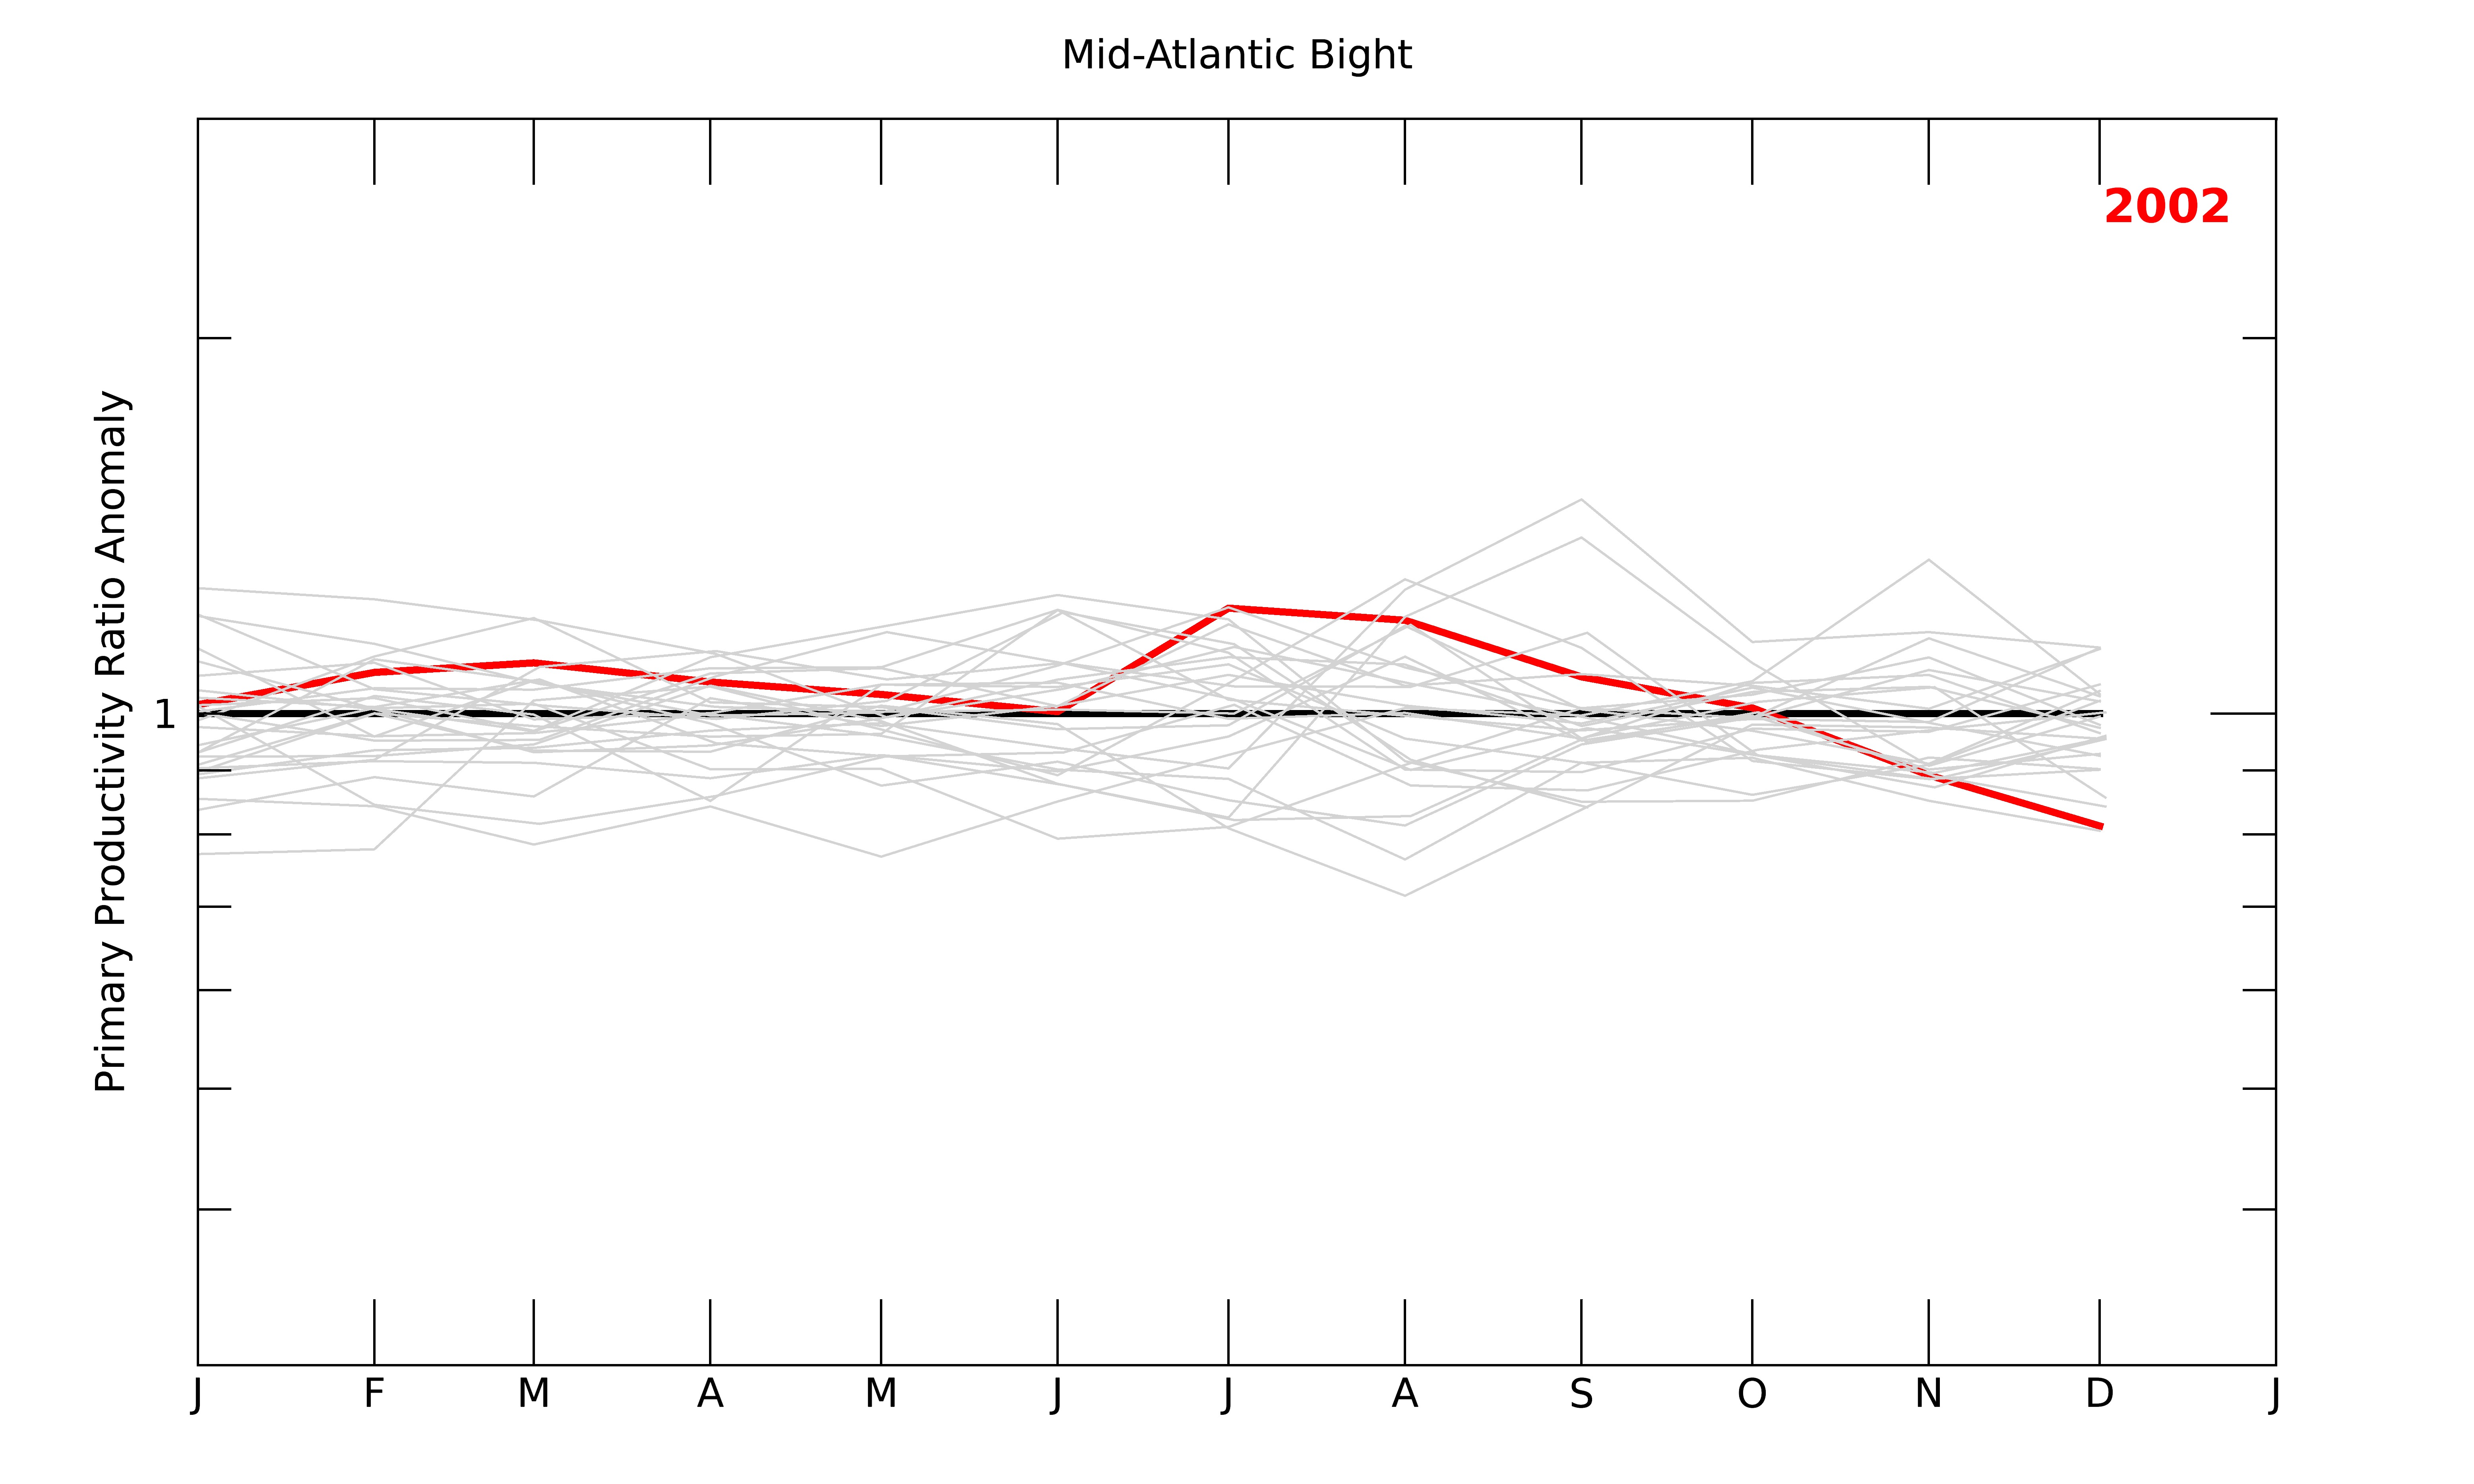 Mid-Atlantic Bight
2002
Primary Productivity Ratio Anomaly
1
J F M A M J J A S O N D J